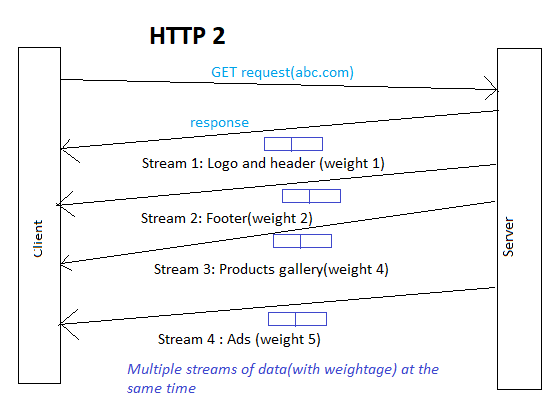 HTTP 2
GET request(abc.com)
response
Stream 1: Logo and header (weight 1)
Stream 2: Footer(weight 2)
Client
Server
Stream 3: Products gallery(weight 4)
Stream 4 : Ads (weight 5)
Multiple streams of data(with weightage) at the
same time